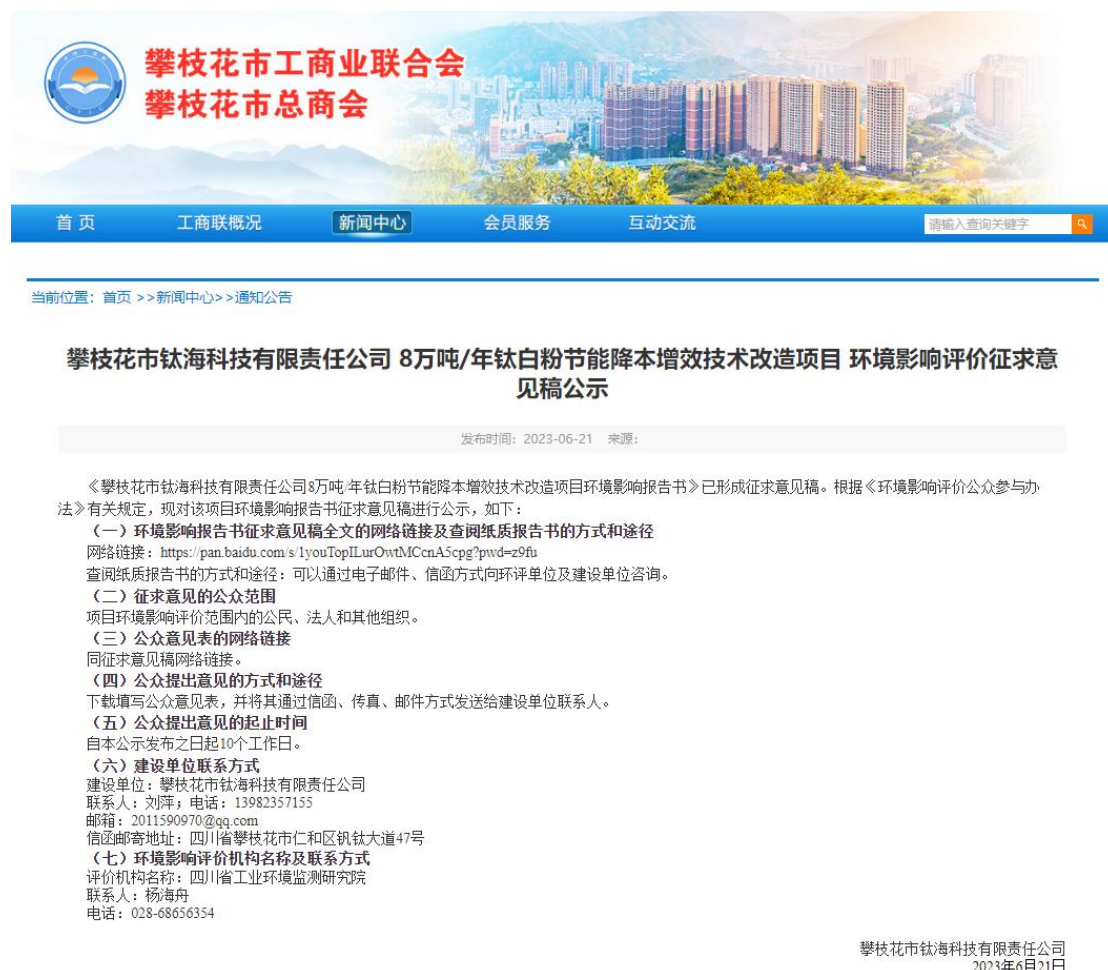 攀枝花市工商业联合会
攀枝花市总商会
首 页 工商联概况 新闻中心 会员服务 互动交流 请输入查询关键字
当前位置：首页 >>新闻中心>>通知公告
攀枝花市钛海科技有限责任公司 8万吨/年钛白粉节能降本增效技术改造项目 环境影响评价征求意
见稿公示
发布时间：2023-06-21 来源：
《攀枝花市钛海科技有限责任公司8万吨/年钛白粉节能降本增效技术改造项目环境影响报告书》已形成征求意见稿。根据《环境影响评价公众参与办
法》有关规定，现对该项目环境影响报告书征求意见稿进行公示，如下：
（一）环境影响报告书征求意见稿全文的网络链接及查阅纸质报告书的方式和途径
网络链接：https://pan.baidu.com/s/1youTopILurOwtMCcnA5cpg?pwd=z9fu
查阅纸质报告书的方式和途径：可以通过电子邮件、信函方式向环评单位及建设单位咨询。
（二）征求意见的公众范围
项目环境影响评价范围内的公民、法人和其他组织。
（三）公众意见表的网络链接
同征求意见稿网络链接。
（四）公众提出意见的方式和途径
下载填写公众意见表，并将其通过信函、传真、邮件方式发送给建设单位联系人。
（五）公众提出意见的起止时间
自本公示发布之日起10个工作日。
（六）建设单位联系方式
建设单位：攀枝花市钛海科技有限责任公司
联系人：刘萍；电话：13982357155
邮箱：2011590970@qq.com
信函邮寄地址：四川省攀枝花市仁和区钒钛大道47号
（七）环境影响评价机构名称及联系方式
评价机构名称：四川省工业环境监测研究院
联系人：杨海舟
电话：028-68656354
攀枝花市钛海科技有限责任公司
2023年6月21日